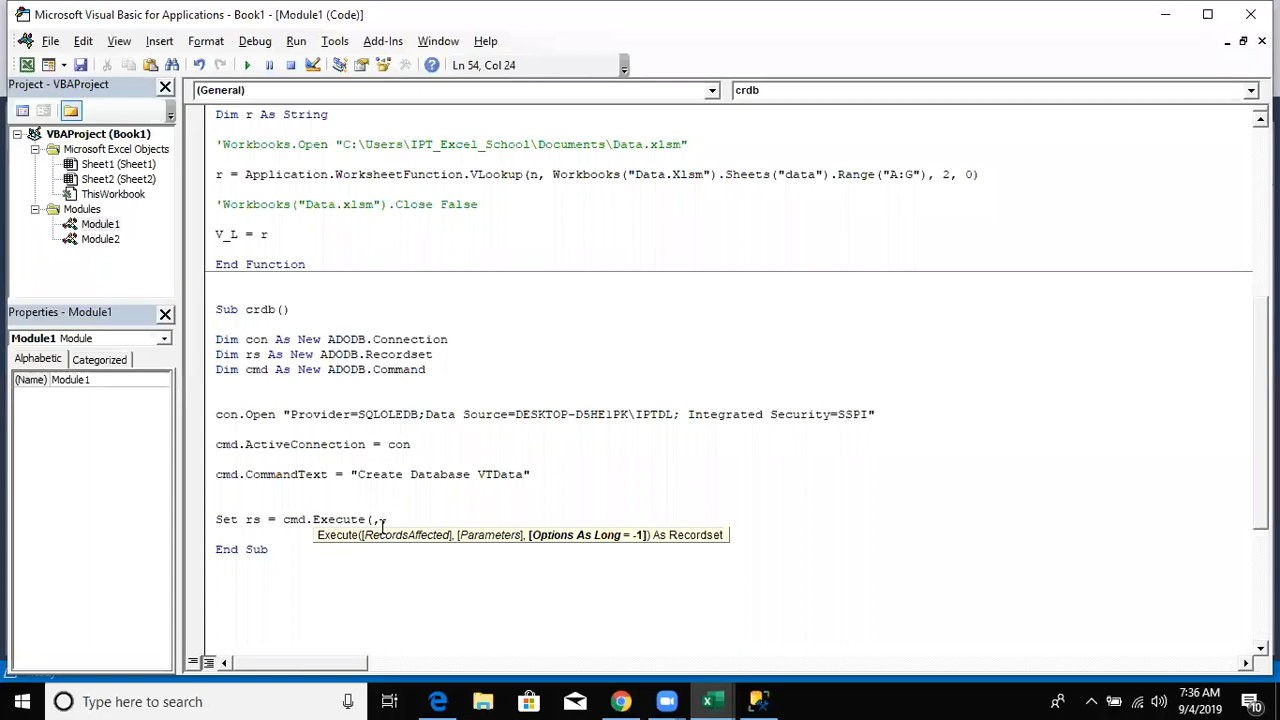 Microsoft Visual Basic for Applications - Book1 - [Module1 (Code)]
File Edit View Insert Format Debug Run Tools Add-Ins Window Help
Ln 54, Col 24
Project - VBAProject
(General)
crdb
VBAProject (Book1)
Microsoft Excel Objects
Sheet1 (Sheet1)
Sheet2 (Sheet2)
ThisWorkbook
Modules
Module1
Module2
Properties - Module1
Module1 Module
Alphabetic Categorized
(Name) Module1
Dim r As String
'Workbooks.Open "C:\Users\IPT_Excel_School\Documents\Data.xlsm"
r = Application.WorksheetFunction.VLookup(n, Workbooks("Data.Xlsm").Sheets("data").Range("A:G"), 2, 0)
'Workbooks("Data.xlsm").Close False
V_L = r
End Function
Sub crdb()
Dim con As New ADODB.Connection
Dim rs As New ADODB.Recordset
Dim cmd As New ADODB.Command
con.Open "Provider=SQLOLEDB;Data Source=DESKTOP-D5HE1PK\IPTDL; Integrated Security=SSPI"
cmd.ActiveConnection = con
cmd.CommandText = "Create Database VTData"
Set rs = cmd.Execute(,,
Execute([RecordsAffected], [Parameters], [Options As Long = -1]) As Recordset
End Sub
Type here to search
7:36 AM
9/4/2019
10